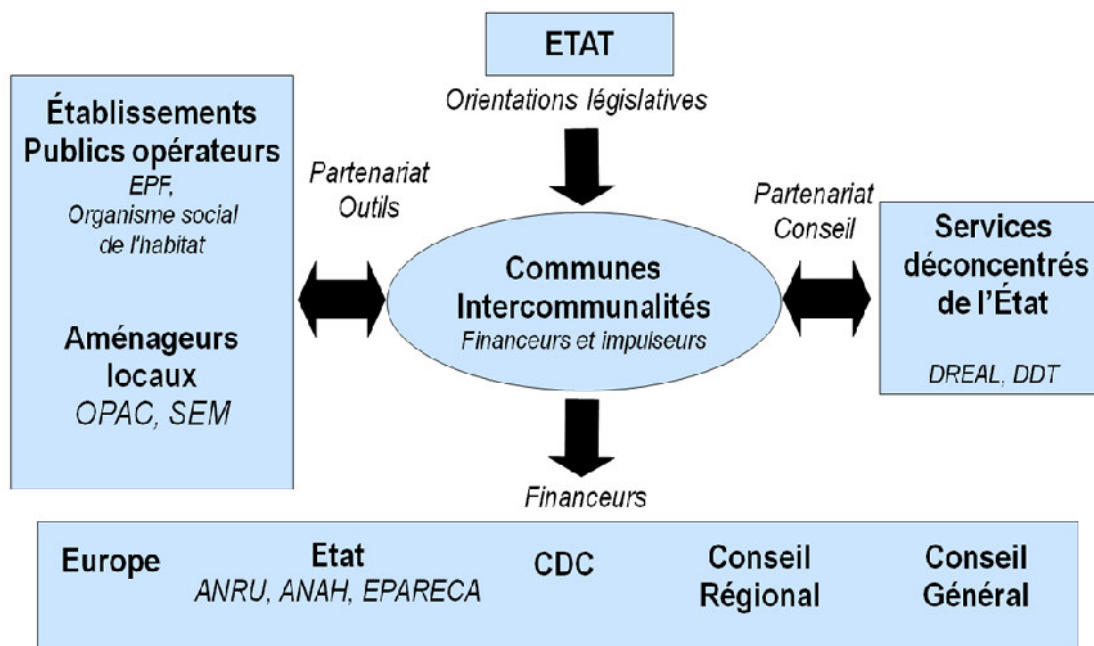 ETAT
Orientations législatives
Établissements
Publics opérateurs
EPF,
Organisme social
de l'habitat
Aménageurs
locaux
OPAC, SEM
Partenariat
Outils
Communes
Intercommunalités
Financeurs et impulseurs
Partenariat
Conseil
Services
déconcentrés
de l'État
DREAL, DDT
Financeurs
Europe
Etat
ANRU, ANAH, EPARECA
CDC
Conseil
Régional
Conseil
Général